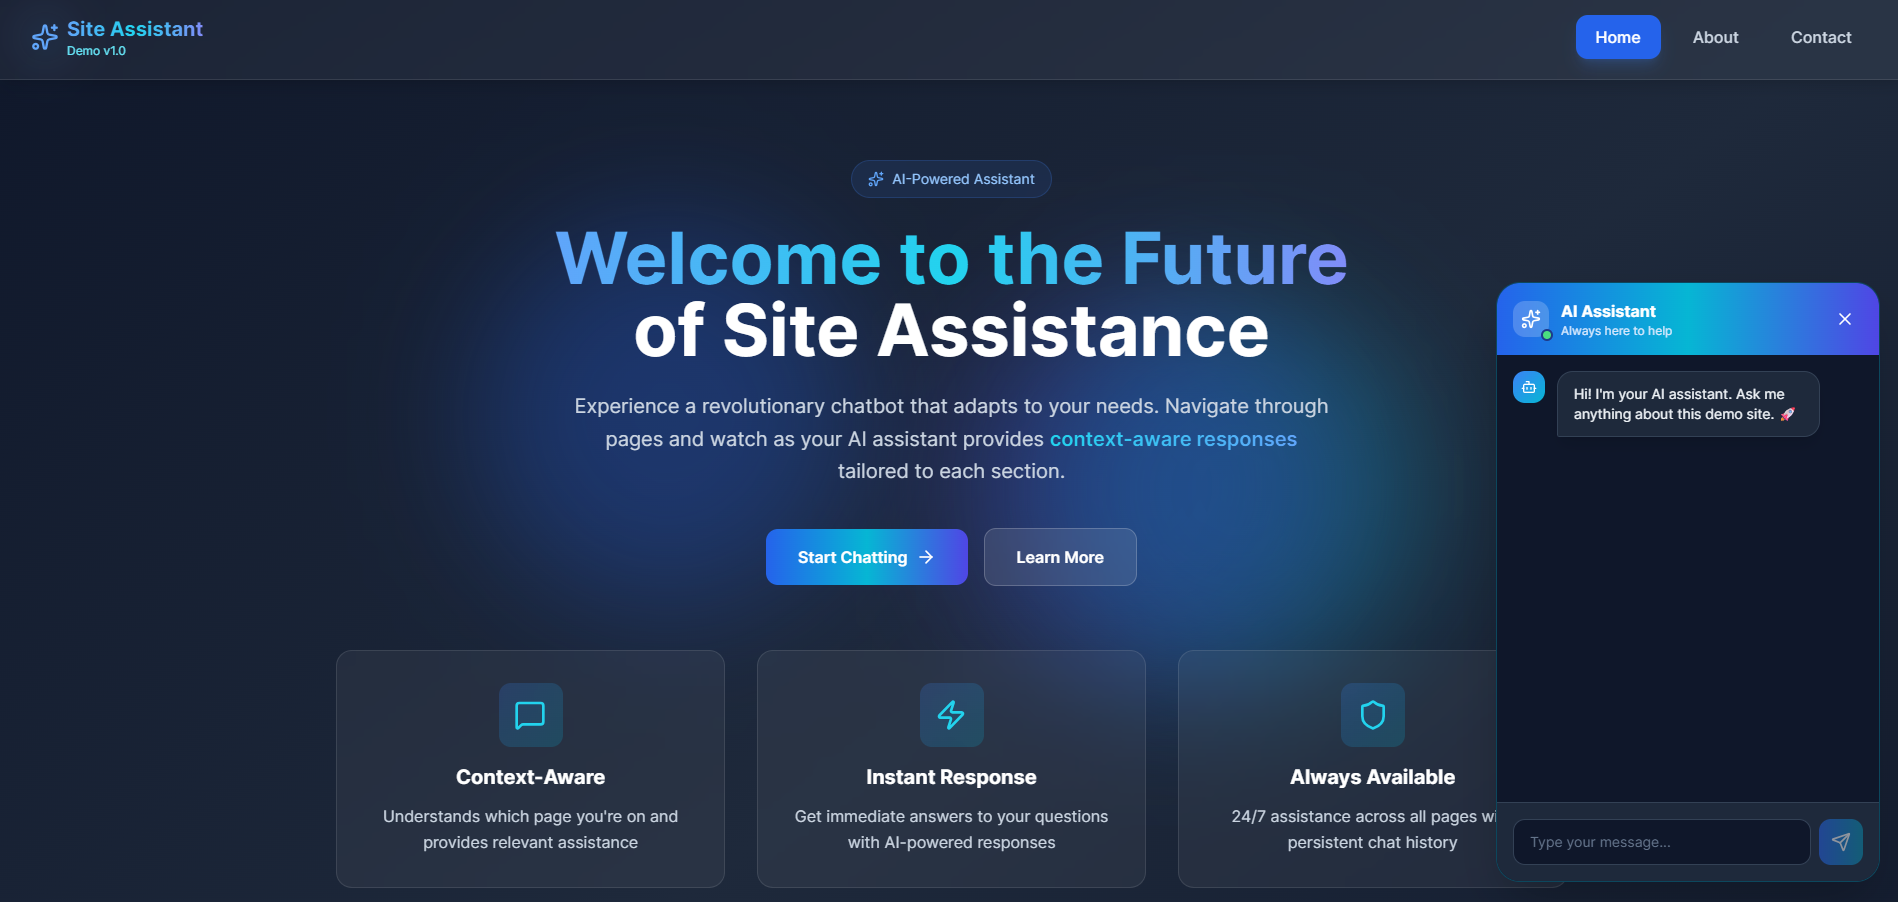 Site Assistant
Demo v1.0
Home
About
Contact
AI-Powered Assistant
Welcome to the Future
of Site Assistance
Experience a revolutionary chatbot that adapts to your needs. Navigate through
pages and watch as your AI assistant provides context-aware responses
tailored to each section.
Start Chatting
Learn More
Context-Aware
Understands which page you're on and
provides relevant assistance
Instant Response
Get immediate answers to your questions
with AI-powered responses
Always Available
24/7 assistance across all pages
persistent chat history
AI Assistant
Always here to help
Hi! I'm your AI assistant. Ask me
anything about this demo site. 🚀
Type your message...